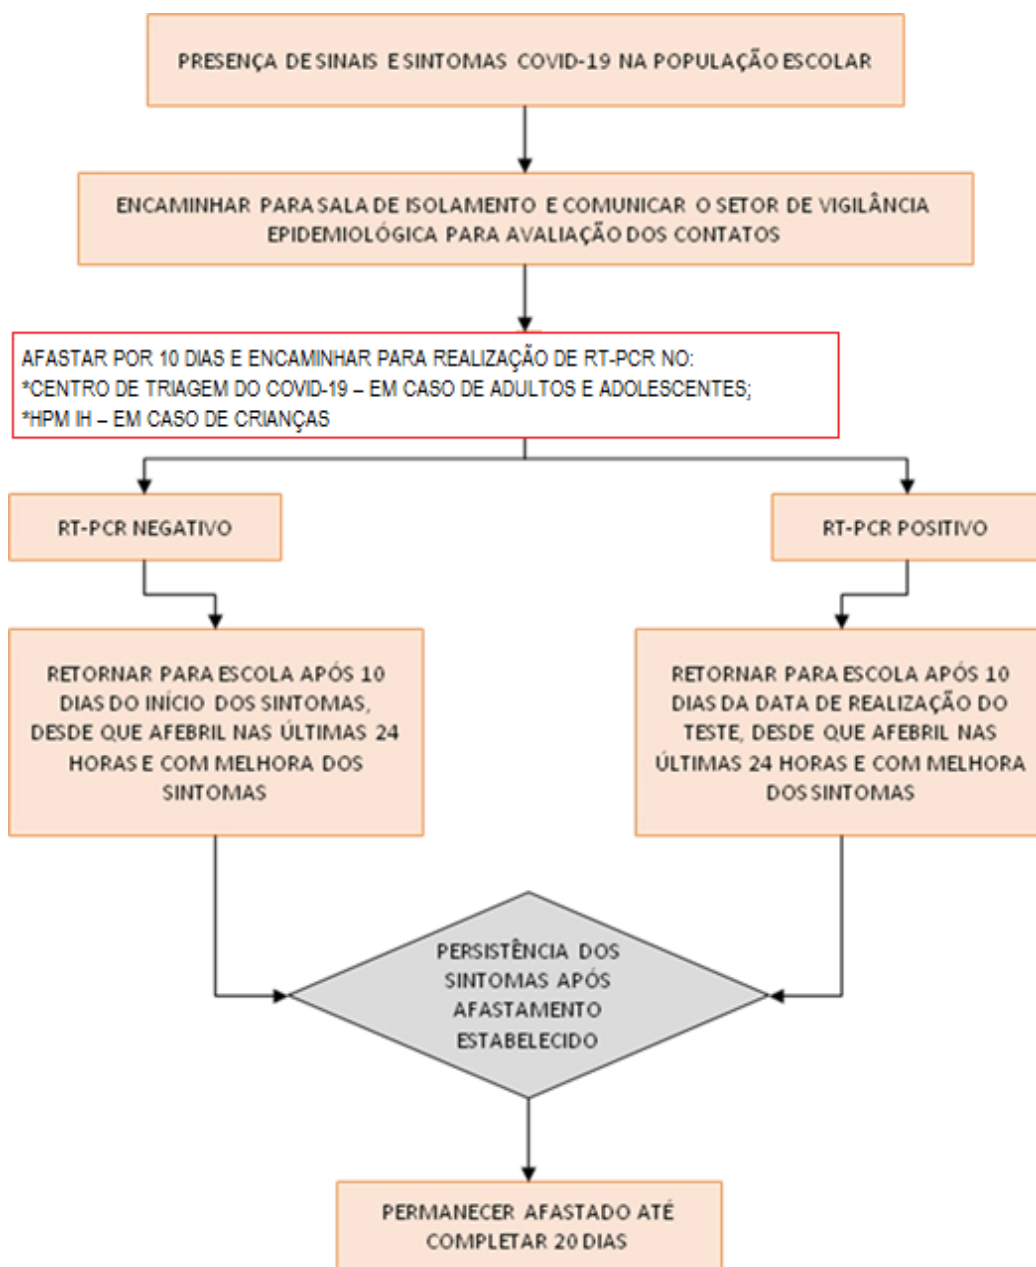 PRESENÇA DE SINAIS E SINTOMAS COVID-19 NA POPULAÇÃO ESCOLAR
ENCAMINHAR PARA SALA DE ISOLAMENTO E COMUNICAR O SETOR DE VIGILÂNCIA
EPIDEMIOLÓGICA PARA AVALIAÇÃO DOS CONTATOS
AFASTAR POR 10 DIAS E ENCAMINHAR PARA REALIZAÇÃO DE RT-PCR NO:
*CENTRO DE TRIAGEM DO COVID-19 – EM CASO DE ADULTOS E ADOLESCENTES;
*HPM IH – EM CASO DE CRIANÇAS
RT-PCR NEGATIVO
RT-PCR POSITIVO
RETORNAR PARA ESCOLA APÓS 10
DIAS DO INÍCIO DOS SINTOMAS,
DESDE QUE AFEBRIL NAS ÚLTIMAS 24
HORAS E COM MELHORA DOS
SINTOMAS
RETORNAR PARA ESCOLA APÓS 10
DIAS DA DATA DE REALIZAÇÃO DO
TESTE, DESDE QUE AFEBRIL NAS
ÚLTIMAS 24 HORAS E COM MELHORA
DOS SINTOMAS
PERSISTÊNCIA DOS
SINTOMAS APÓS
AFASTAMENTO
ESTABELECIDO
PERMANECER AFASTADO ATÉ
COMPLETAR 20 DIAS